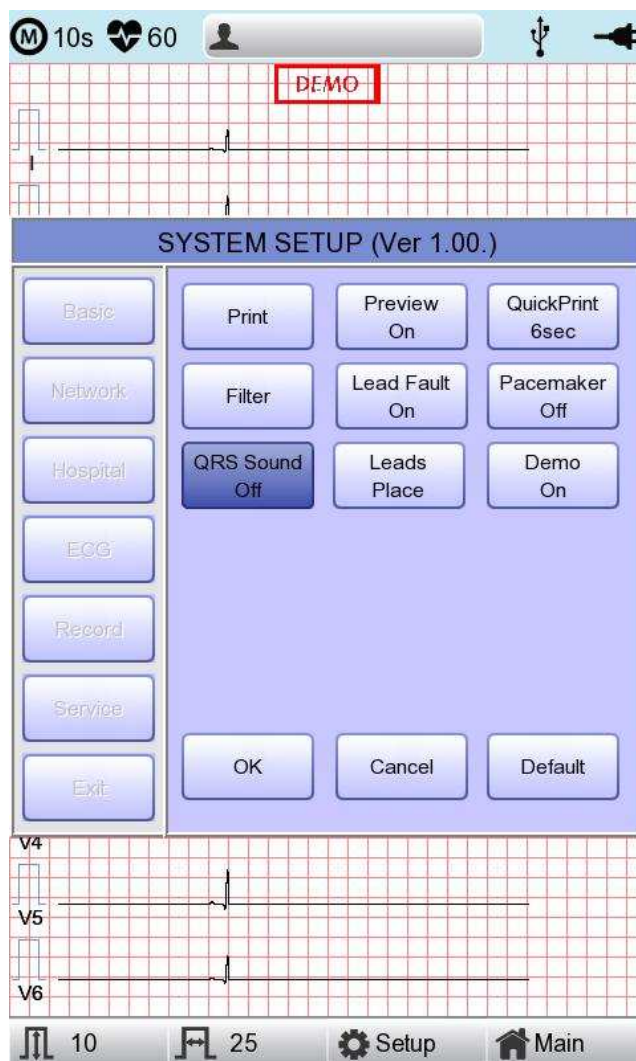 M 10s 60
DEMO
I
SYSTEM SETUP (Ver 1.00.)
Basic
Network
Hospital
ECG
Record
Service
Exit
Print
Preview
On
QuickPrint
6sec
Filter
Lead Fault
On
Pacemaker
Off
QRS Sound
Off
Leads
Place
Demo
On
OK
Cancel
Default
V4
V5
V6
10 25 Setup Main